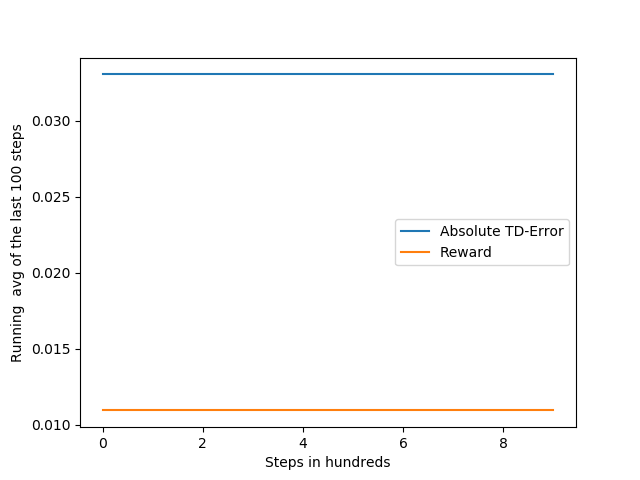 0.030
0.025
0.020
0.015
0.010
Running  avg of the last 100 steps
Absolute TD-Error
Reward
0 2 4 6 8
Steps in hundreds